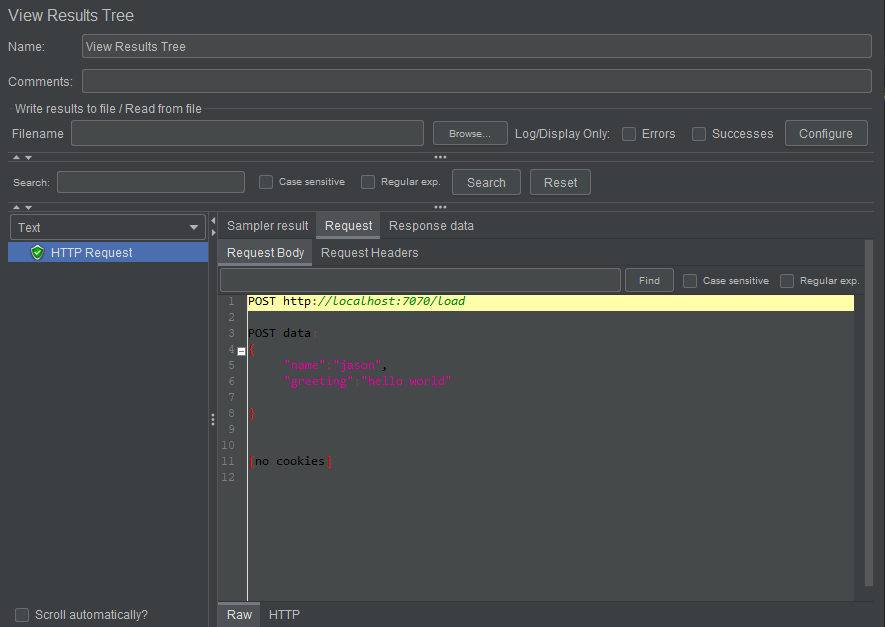 View Results Tree
Name: View Results Tree
Comments:
Write results to file / Read from file
Filename Browse... Log/Display Only: Errors Successes Configure
Search: Case sensitive Regular exp. Search Reset
Text Sampler result Request Response data
HTTP Request Request Body Request Headers
Find Case sensitive Regular exp.
1 POST http://localhost:7070/load
2
3 POST data:
4 {
5 "name":"jason",
6 "greeting":"hello world"
7
8 }
9
10
11 [no cookies]
12
Scroll automatically? Raw HTTP